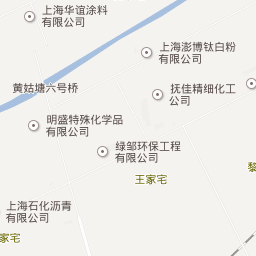 上海华谊涂料
有限公司
上海澎博钛白粉
有限公司
黄姑塘六号桥
抚佳精细化工
公司
明盛特殊化学品
有限公司
绿邹环保工程
有限公司
王家宅
黎
上海石化沥青
有限公司
家宅